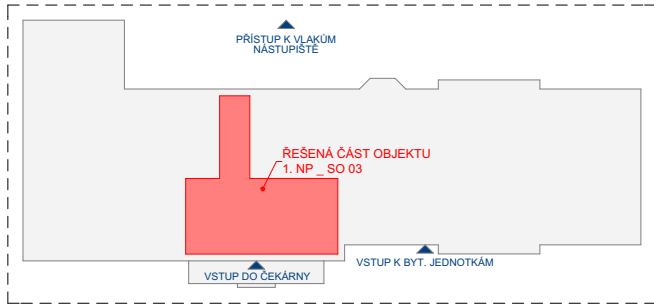 PŘÍSTUP K VLAKŮM
NÁSTUPIŠTĚ
ŘEŠENÁ ČÁST OBJEKTU
1. NP _ SO 03
VSTUP DO ČEKÁRNY
VSTUP K BYT. JEDNOTKÁM